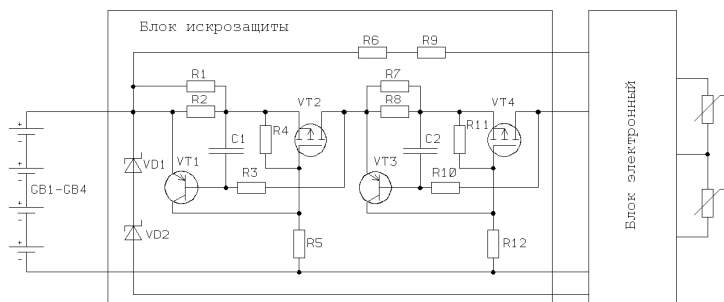 Блок искрозащиты
R6
R9
R1
R7
R2
VT2
R8
VT4
R4
R11
C1
C2
VD1
VT1
VT3
R3
R10
GB1-GB4
VD2
R5
R12
Блок электронный
+
-
+
-
+
-
+
-